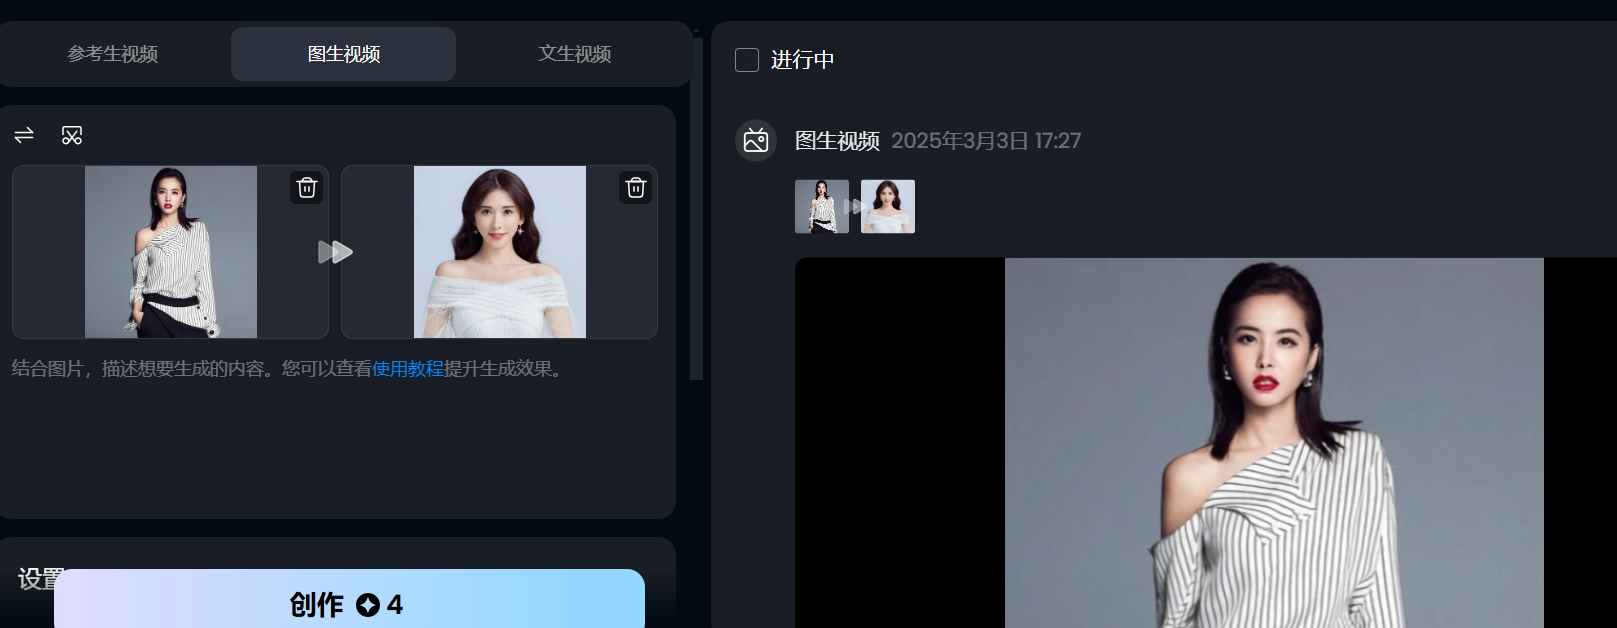 参考生视频
图生视频
文生视频
结合图片，描述想要生成的内容。您可以查看使用教程提升生成效果。
设置
创作 4
进行中
图生视频 2025年3月3日 17:27